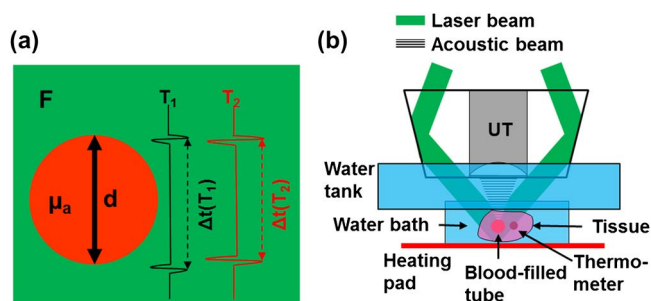 (a)
F
T1
T2
μa
d
Δt(T1)
Δt(T2)
(b)
Laser beam
Acoustic beam
UT
Water
tank
Water bath
Tissue
Heating
pad
Blood-filled
tube
Thermo-
meter